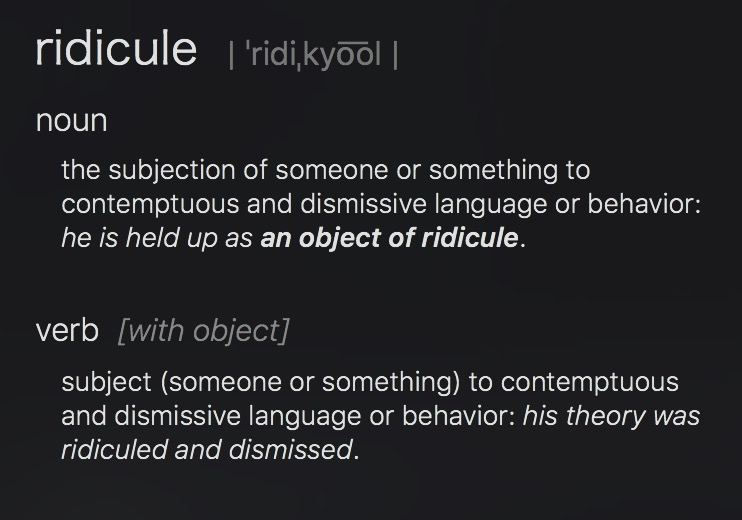 ridicule | ˈridiˌkyo͞ol |
noun
the subjection of someone or something to
contemptuous and dismissive language or behavior:
he is held up as an object of ridicule.
verb [with object]
subject (someone or something) to contemptuous
and dismissive language or behavior: his theory was
ridiculed and dismissed.